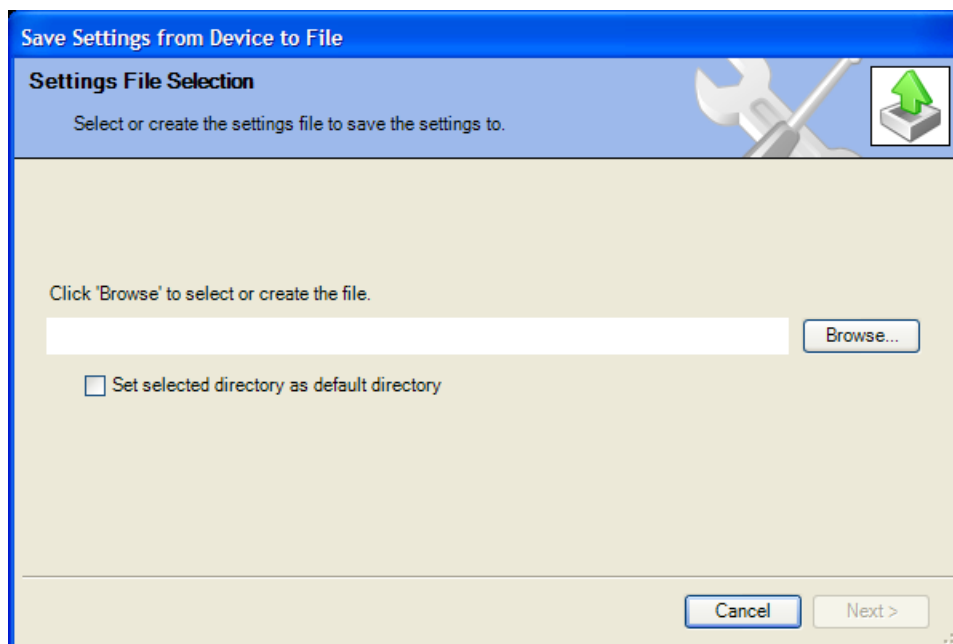 Save Settings from Device to File
Settings File Selection
Select or create the settings file to save the settings to.
Click 'Browse' to select or create the file.
Browse...
Set selected directory as default directory
Cancel
Next >